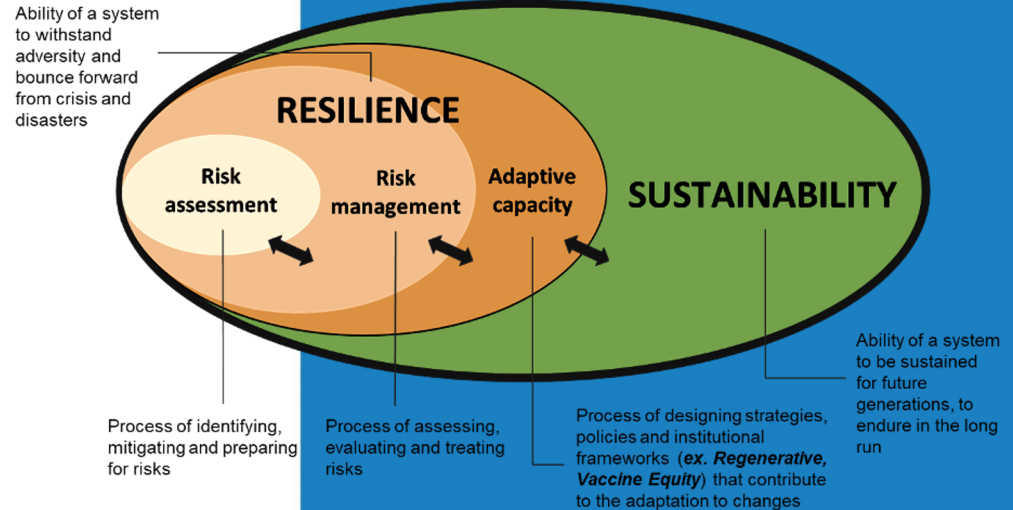 Ability of a system
to withstand
adversity and
bounce forward
from crisis and
disasters
RESILIENCE
Risk
assessment
Risk
management
Adaptive
capacity
SUSTAINABILITY
Process of identifying,
mitigating and preparing
for risks
Process of assessing,
evaluating and treating
risks
Process of designing strategies,
policies and institutional
frameworks (ex. Regenerative,
Vaccine Equity) that contribute
to the adaptation to changes
Ability of a system
to be sustained
for future
generations, to
endure in the long
run